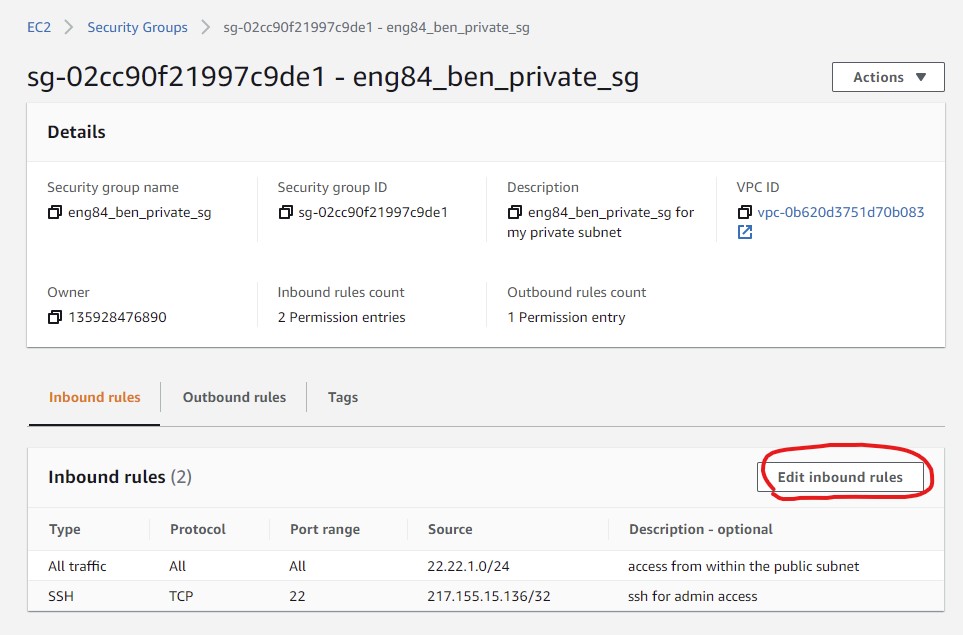 EC2 > Security Groups > sg-02cc90f21997c9de1 - eng84_ben_private_sg
sg-02cc90f21997c9de1 - eng84_ben_private_sg
Actions
Details
Security group name
eng84_ben_private_sg
Security group ID
sg-02cc90f21997c9de1
Description
eng84_ben_private_sg for
my private subnet
VPC ID
vpc-0b620d3751d70b083
Owner
135928476890
Inbound rules count
2 Permission entries
Outbound rules count
1 Permission entry
Inbound rules Outbound rules Tags
Inbound rules (2) Edit inbound rules
Type Protocol Port range Source Description - optional
All traffic All All 22.22.1.0/24 access from within the public subnet
SSH TCP 22 217.155.15.136/32 ssh for admin access